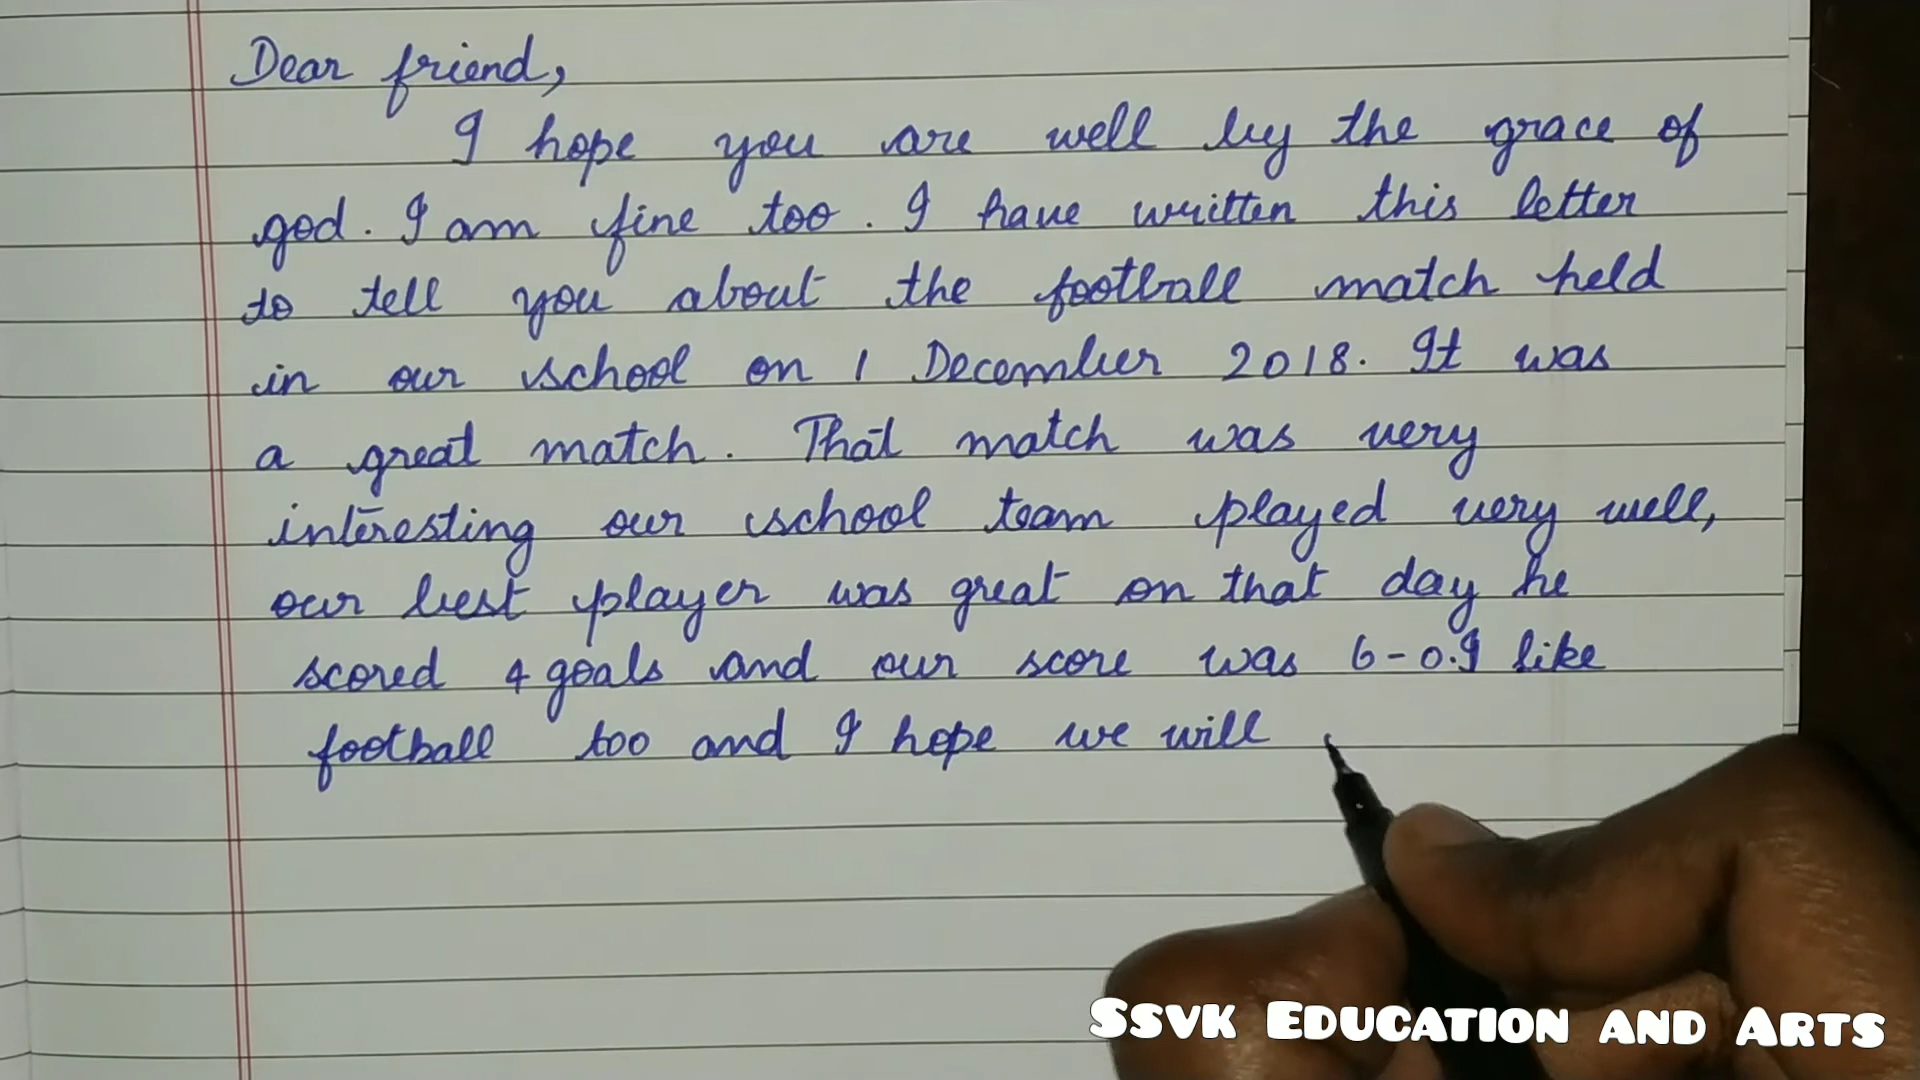 Dear friend,
I hope you are well by the grace of
god. I am fine too. I have written this letter
to tell you about the football match held
in our school on 1 December 2018. It was
a great match. That match was very
interesting our school team played very well,
our best player was great on that day he
scored 4 goals and our score was 6-0.I like
football too and I hope we will
SSVK EDUCATION AND ARTS